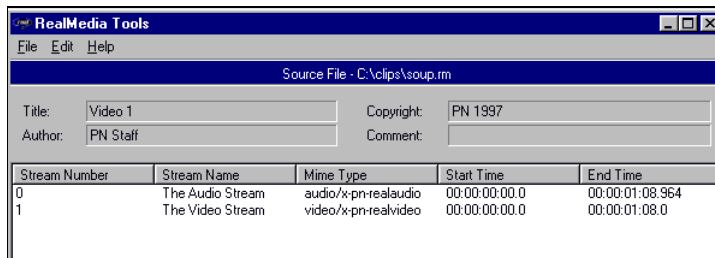 RealMedia Tools
File Edit Help
Source File - C:\clips\soup.rm
Title: Video 1 Copyright: PN 1997
Author: PN Staff Comment:
Stream Number Stream Name Mime Type Start Time End Time
0 The Audio Stream audio/x-pn-realaudio 00:00:00:00.0 00:00:01:08.964
1 The Video Stream video/x-pn-realvideo 00:00:00:00.0 00:00:01:08.0